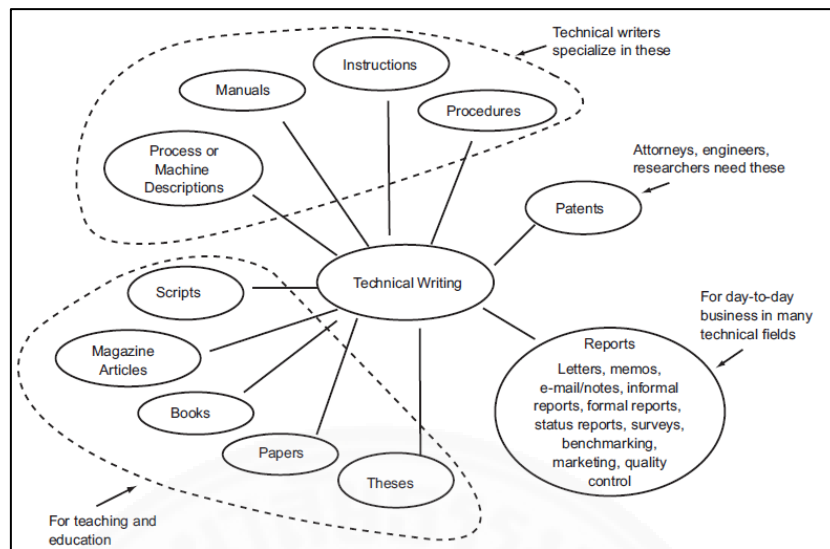 Technical writers
specialize in these
Instructions
Manuals
Procedures
Process or
Machine
Descriptions
Attorneys, engineers,
researchers need these
Patents
Technical Writing
Scripts
For day-to-day
business in many
technical fields
Magazine
Articles
Reports
Letters, memos,
e-mail/notes, informal
reports, formal reports,
status reports, surveys,
benchmarking,
marketing, quality
control
Books
Papers
Theses
For teaching and
education